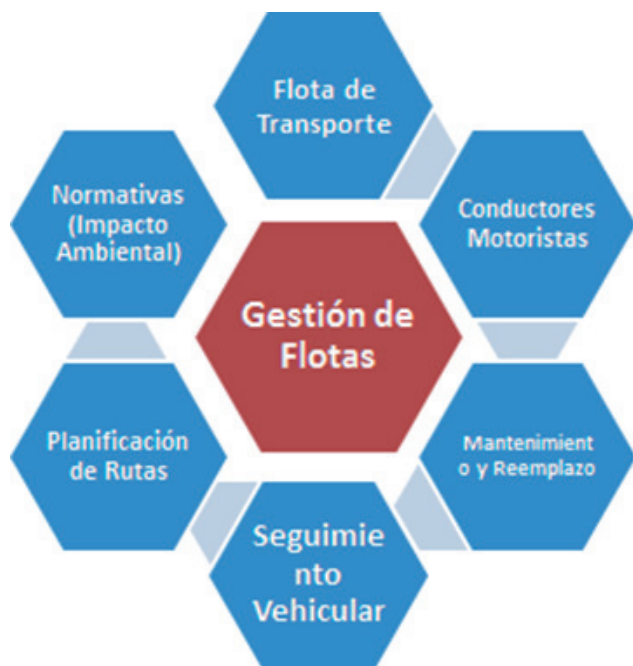 Flota de
Transporte
Conductores
Motoristas
Mantenimient
o y Reemplazo
Seguimie
nto
Vehicular
Planificación
de Rutas
Normativas
(Impacto
Ambiental)
Gestión de
Flotas